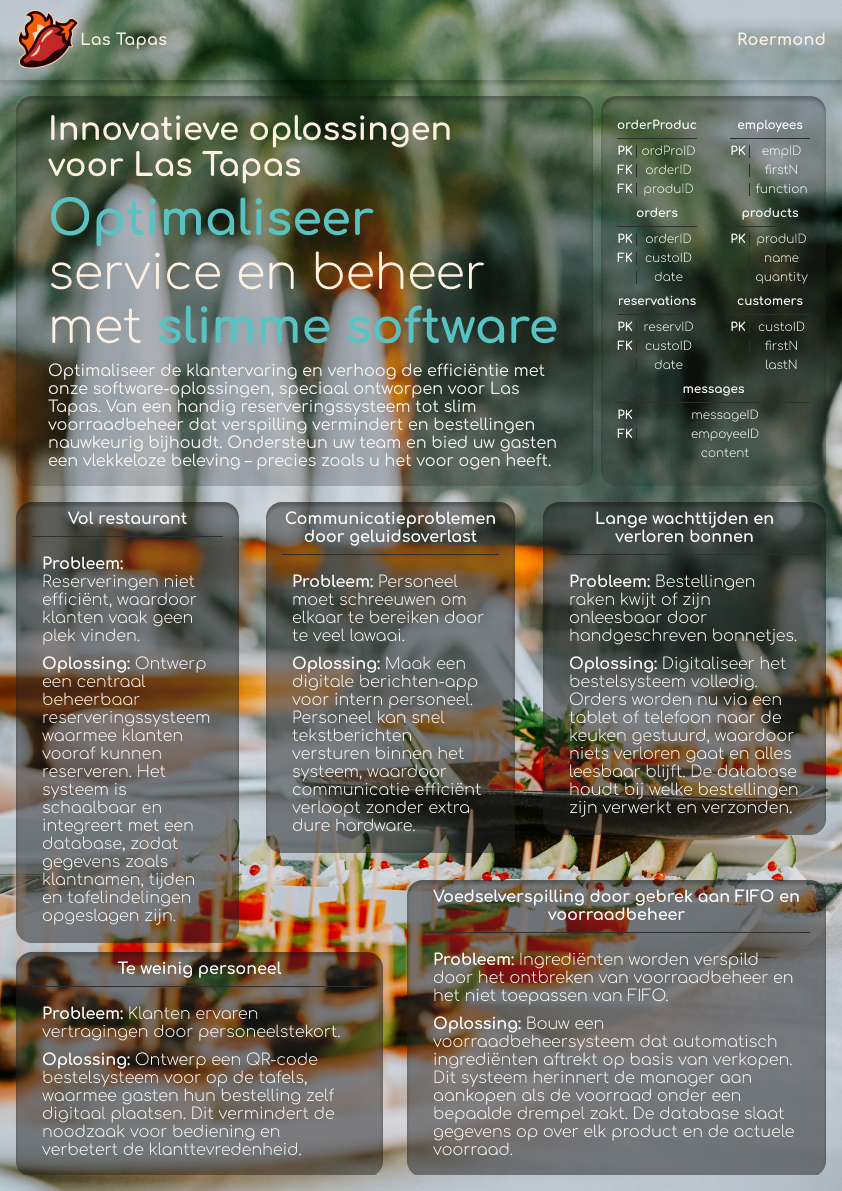 Las Tapas
Roermond
Innovatieve oplossingen
voor Las Tapas
Optimaliseer
service en beheer
met slimme software
Optimaliseer de klantervaring en verhoog de efficiëntie met
onze software-oplossingen, speciaal ontworpen voor Las
Tapas. Van een handig reserveringssysteem tot slim
voorraadbeheer dat verspilling vermindert en bestellingen
nauwkeurig bijhoudt. Ondersteun uw team en bied uw gasten
een vlekkeloze beleving – precies zoals u het voor ogen heeft.
orderProduc
PK ordProID
FK orderID
FK produID
employees
PK empID
firstN
function
orders
PK orderID
FK custoID
date
products
PK produID
name
quantity
reservations
PK reservID
FK custoID
date
customers
PK custoID
firstN
lastN
messages
PK messageID
FK empoyeeID
content
Vol restaurant
Probleem:
Reserveringen niet
efficiënt, waardoor
klanten vaak geen
plek vinden.
Oplossing: Ontwerp
een centraal
beheerbaar
reserveringssysteem
waarmee klanten
vooraf kunnen
reserveren. Het
systeem is
schaalbaar en
integreert met een
database, zodat
gegevens zoals
klantnamen, tijden
en tafelindelingen
opgeslagen zijn.
Communicatieproblemen
door geluidsoverlast
Probleem: Personeel
moet schreeuwen om
elkaar te bereiken door
te veel lawaai.
Oplossing: Maak een
digitale berichten-app
voor intern personeel.
Personeel kan snel
tekstberichten
versturen binnen het
systeem, waardoor
communicatie efficiënt
verloopt zonder extra
dure hardware.
Lange wachttijden en
verloren bonnen
Probleem: Bestellingen
raken kwijt of zijn
onleesbaar door
handgeschreven bonnetjes.
Oplossing: Digitaliseer het
bestelsysteem volledig.
Orders worden nu via een
tablet of telefoon naar de
keuken gestuurd, waardoor
niets verloren gaat en alles
leesbaar blijft. De database
houdt bij welke bestellingen
zijn verwerkt en verzonden.
Te weinig personeel
Probleem: Klanten ervaren
vertragingen door personeelstekort.
Oplossing: Ontwerp een QR-code
bestelsysteem voor op de tafels,
waarmee gasten hun bestelling zelf
digitaal plaatsen. Dit vermindert de
noodzaak voor bediening en
verbetert de klanttevredenheid.
Voedselverspilling door gebrek aan FIFO en
voorraadbeheer
Probleem: Ingrediënten worden verspild
door het ontbreken van voorraadbeheer en
het niet toepassen van FIFO.
Oplossing: Bouw een
voorraadbeheersysteem dat automatisch
ingrediënten aftrekt op basis van verkopen.
Dit systeem herinnert de manager aan
aankopen als de voorraad onder een
bepaalde drempel zakt. De database slaat
gegevens op over elk product en de actuele
voorraad.